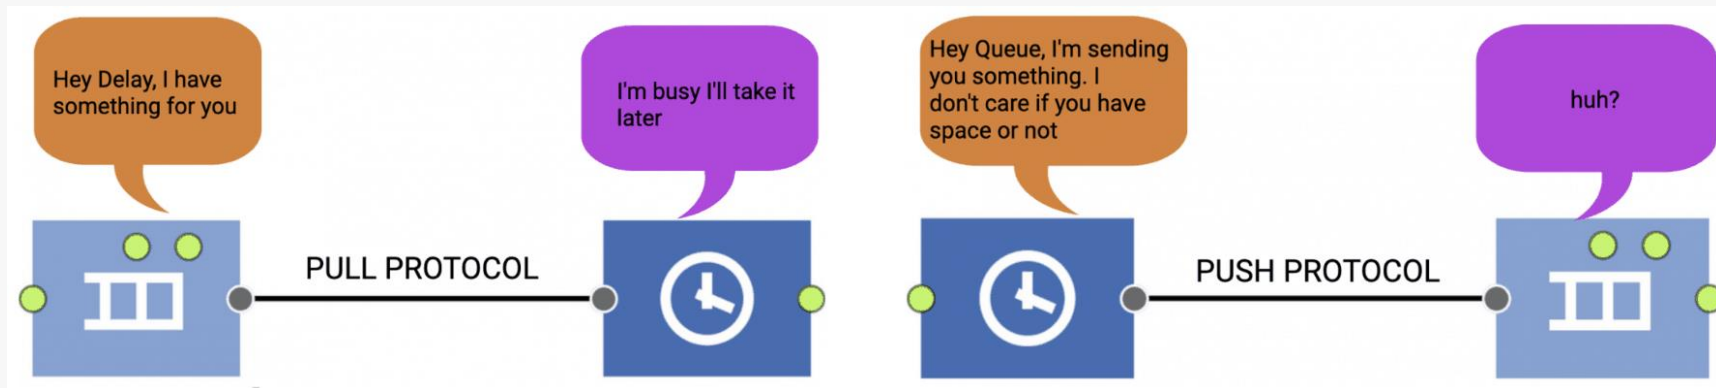 Hey Delay, I have
something for you
I'm busy I'll take it
later
PULL PROTOCOL
Hey Queue, I'm sending
you something. I
don't care if you have
space or not
huh?
PUSH PROTOCOL